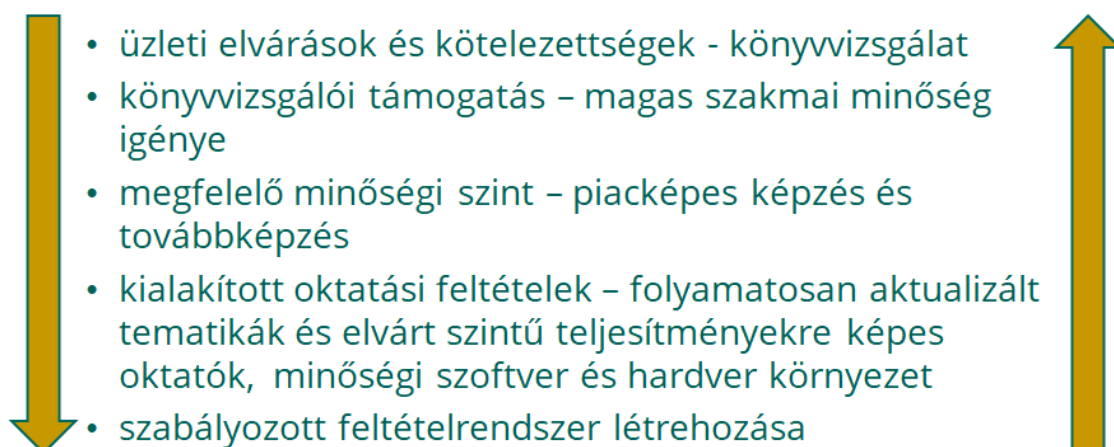 • üzleti elvárások és kötelezettségek - könyvvizsgálat
• könyvvizsgálói támogatás – magas szakmai minőség
igénye
• megfelelő minőségi szint – piacképes képzés és
továbbképzés
• kialakított oktatási feltételek – folyamatosan aktualizált
tematikák és elvárt szintű teljesítményekre képes
oktatók, minőségi szoftver és hardver környezet
• szabályozott feltételrendszer létrehozása